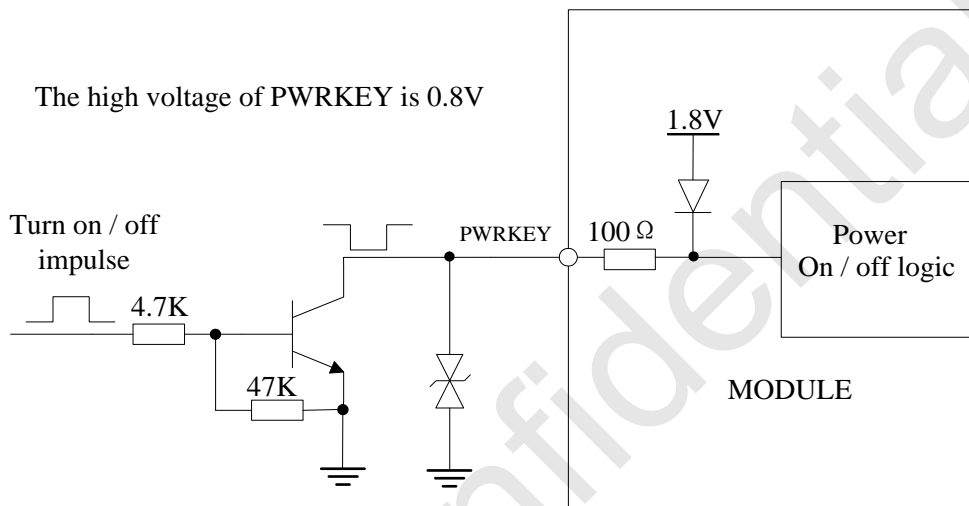 The high voltage of PWRKEY is 0.8V
1.8V
Turn on / off
impulse
PWRKEY
100 Ω
Power
On / off logic
4.7K
47K
MODULE
nfidentia